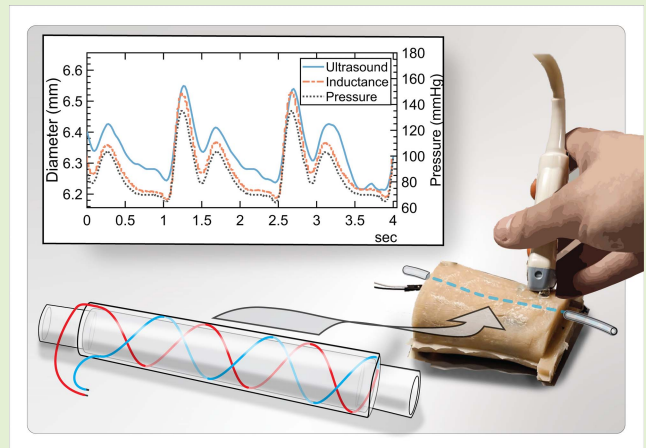 Ultrasound
Inductance
Pressure
Diameter (mm)
Pressure (mmHg)
6.6
6.5
6.4
6.3
6.2
180
160
140
120
100
80
60
0 0.5 1 1.5 2 2.5 3 3.5 4
sec